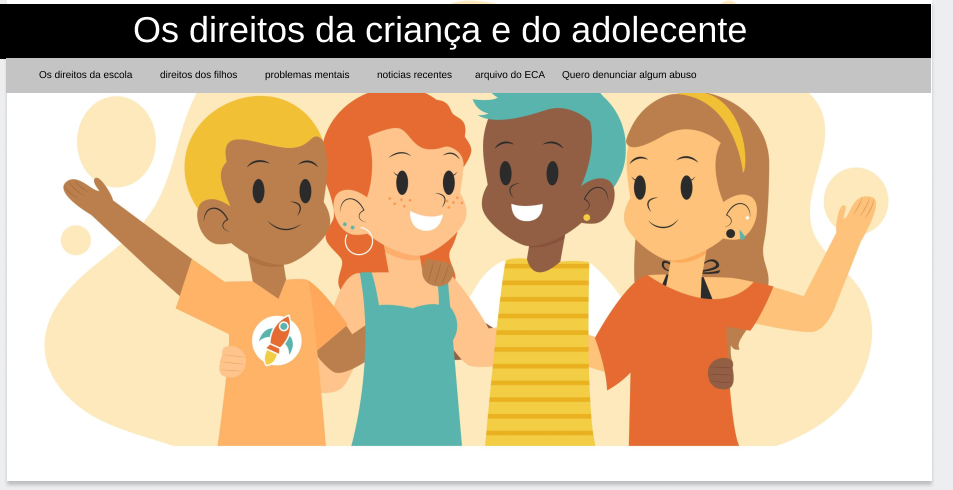 Os direitos da criança e do adolecente
Os direitos da escola direitos dos filhos problemas mentais noticias recentes arquivo do ECA Quero denunciar algum abuso